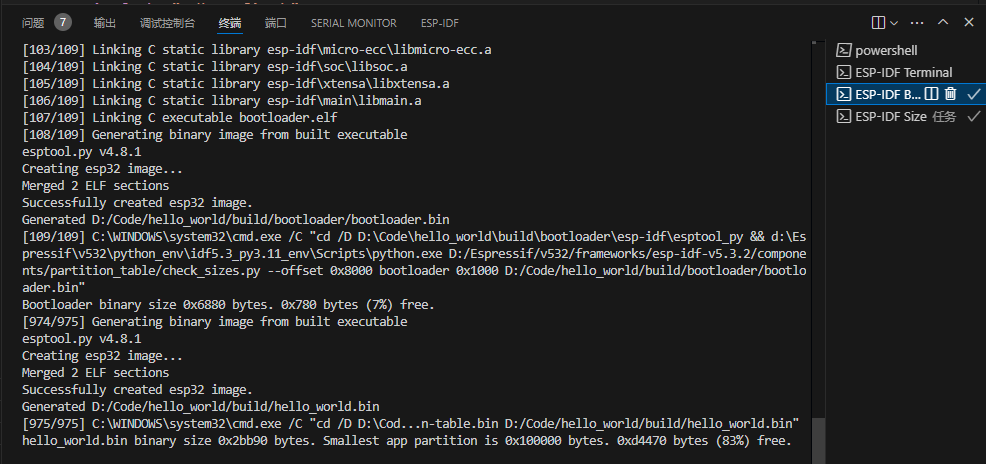 问题 7 输出 调试控制台 终端 端口 SERIAL MONITOR ESP-IDF
[103/109] Linking C static library esp-idf\micro-ecc\libmicro-ecc.a
[104/109] Linking C static library esp-idf\soc\libsoc.a
[105/109] Linking C static library esp-idf\xtensa\libxtensa.a
[106/109] Linking C static library esp-idf\main\libmain.a
[107/109] Linking C executable bootloader.elf
[108/109] Generating binary image from built executable
esptool.py v4.8.1
Creating esp32 image...
Merged 2 ELF sections
Successfully created esp32 image.
Generated D:/Code/hello_world/build/bootloader/bootloader.bin
[109/109] C:\WINDOWS\system32\cmd.exe /C "cd /D D:\Code\hello_world\build\bootloader\esp-idf\esptool_py && d:\Es
pressif\v532\python_env\idf5.3_py3.11_env\Scripts\python.exe D:/Espressif/v532/frameworks/esp-idf-v5.3.2/compone
nts/partition_table/check_sizes.py --offset 0x8000 bootloader 0x1000 D:/Code/hello_world/build/bootloader/bootlo
ader.bin"
Bootloader binary size 0x6880 bytes. 0x780 bytes (7%) free.
[974/975] Generating binary image from built executable
esptool.py v4.8.1
Creating esp32 image...
Merged 2 ELF sections
Successfully created esp32 image.
Generated D:/Code/hello_world/build/hello_world.bin
[975/975] C:\WINDOWS\system32\cmd.exe /C "cd /D D:\Cod...n-table.bin D:/Code/hello_world/build/hello_world.bin"
hello_world.bin binary size 0x2bb90 bytes. Smallest app partition is 0x100000 bytes. 0xd4470 bytes (83%) free.
powershell
ESP-IDF Terminal
ESP-IDF B...
ESP-IDF Size 任务